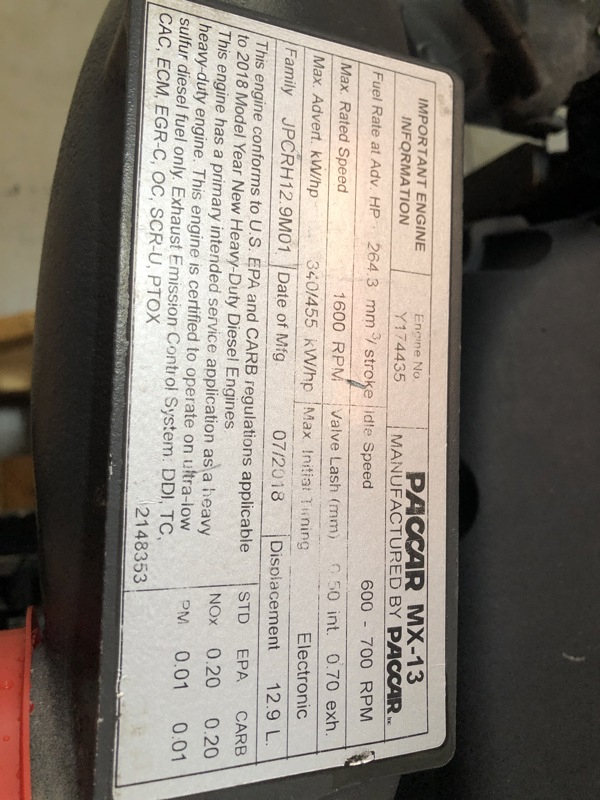 IMPORTANT ENGINE INFORMATION
Engine No. Y174435
PACCAR MX-13
MANUFACTURED BY PACCAR INC
Fuel Rate at Adv. HP 264.3 mm³/stroke Idle Speed 600 - 700 RPM
Max. Rated Speed 1600 RPM Valve Lash (mm) 0.50 int. 0.70 exh.
Max. Advert. kW/hp 340/455 kW/hp Max. Initial Timing Electronic
Family JPCRH12.9M01 Date of Mfg 07/2018 Displacement 12.9 L.
This engine conforms to U.S. EPA and CARB regulations applicable
to 2018 Model Year New Heavy-Duty Diesel Engines.
This engine has a primary intended service application as a heavy
heavy-duty engine. This engine is certified to operate on ultra-low
sulfur diesel fuel only. Exhaust Emission Control System: DDI, TC,
CAC, ECM, EGR-C, OC, SCR-U, PTOX
STD EPA CARB
NOx 0.20 0.20
PM 0.01 0.01
2148353